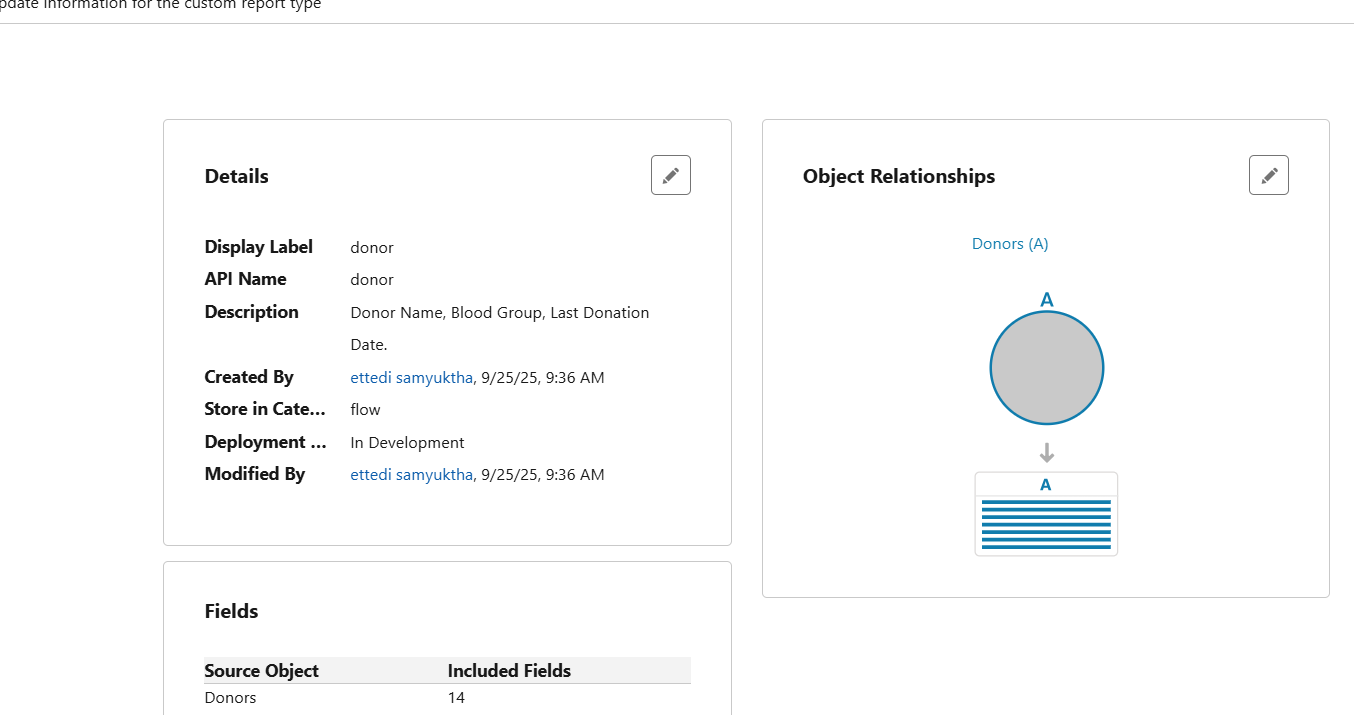 pdate information for the custom report type
Details
Display Label donor
API Name donor
Description Donor Name, Blood Group, Last Donation
Date.
Created By ettedi samyuktha, 9/25/25, 9:36 AM
Store in Cate... flow
Deployment ... In Development
Modified By ettedi samyuktha, 9/25/25, 9:36 AM
Object Relationships
Donors (A)
A
A
Fields
Source Object Included Fields
Donors 14